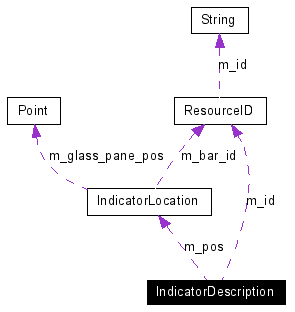 String
m_id
Point
ResourceID
m_glass_pane_pos
m_bar_id
IndicatorLocation
m_id
m_pos
IndicatorDescription